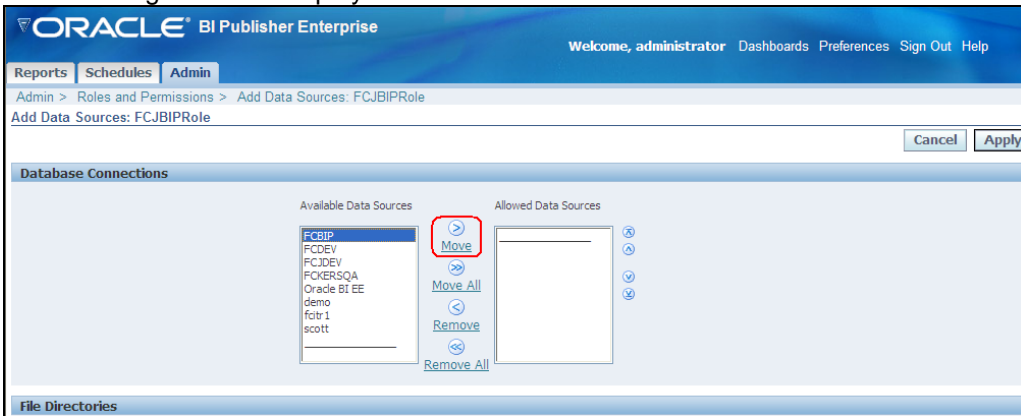 ORACLE® BI Publisher Enterprise
Welcome, administrator Dashboards Preferences Sign Out Help
Reports Schedules Admin
Admin > Roles and Permissions > Add Data Sources: FCJBIPRole
Add Data Sources: FCJBIPRole
Cancel Apply
Database Connections
Available Data Sources Allowed Data Sources
FCBIP
FCDEV
FCJDEV
FCKERSQA
Oracle BI EE
demo
fcitr1
scott
Move
Move All
Remove
Remove All
File Directories